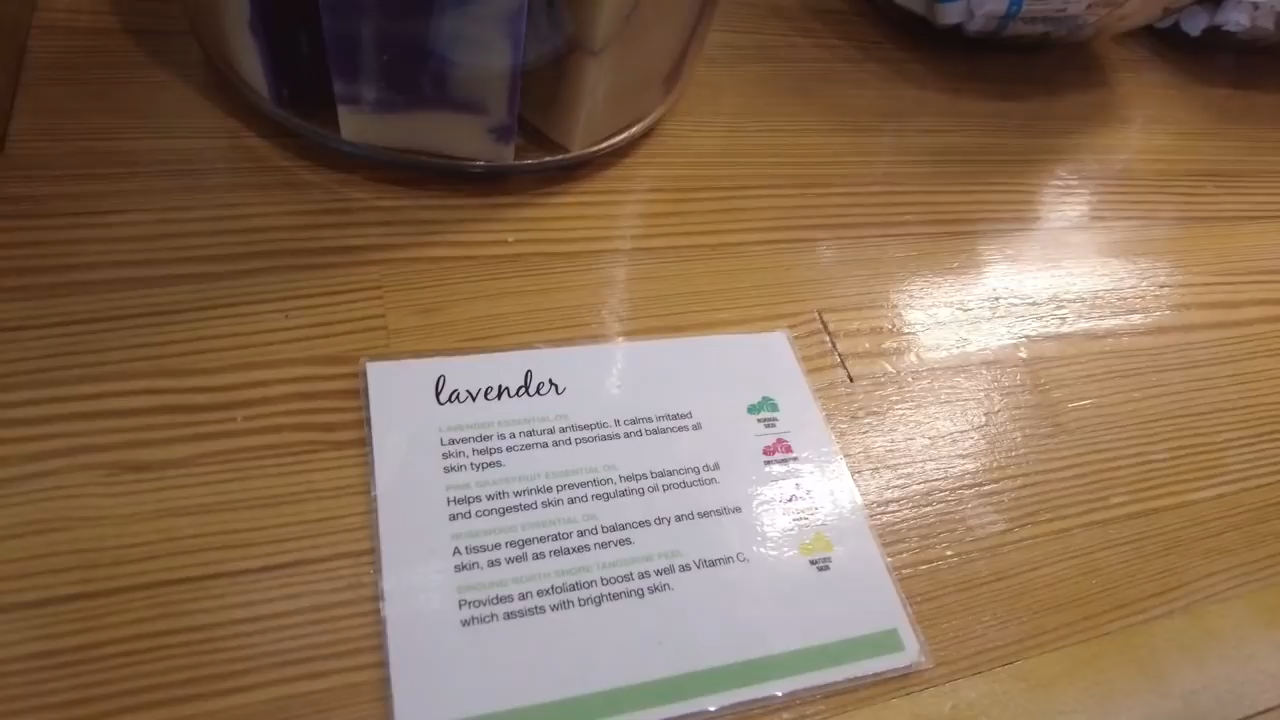 lavender
LAVENDER ESSENTIAL OIL
Lavender is a natural antiseptic. It calms irritated
skin, helps eczema and psoriasis and balances all
skin types.
PINK GRAPEFRUIT ESSENTIAL OIL
Helps with wrinkle prevention, helps balancing dull
and congested skin and regulating oil production.
ROSEWOOD ESSENTIAL OIL
A tissue regenerator and balances dry and sensitive
skin, as well as relaxes nerves.
GROUND NORTH SHORE TANGERINE PEEL
Provides an exfoliation boost as well as Vitamin C,
which assists with brightening skin.
NORMAL
SKIN
MATURE
SKIN